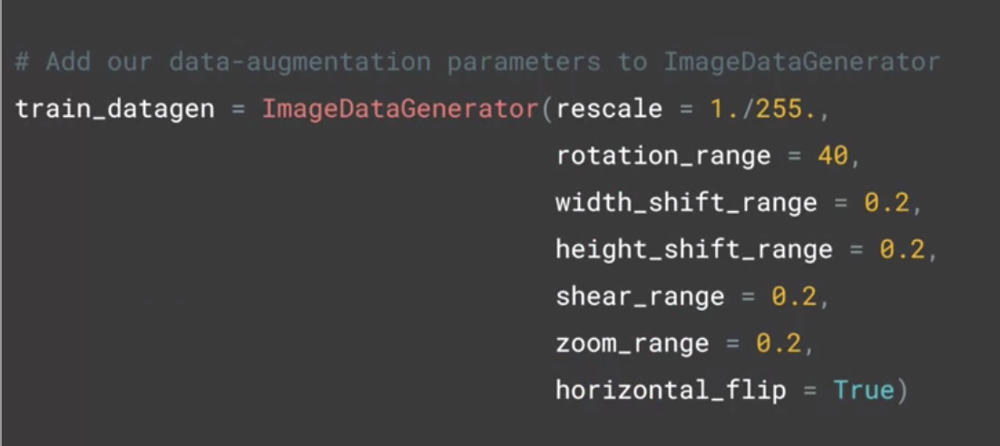 # Add our data-augmentation parameters to ImageDataGenerator
train_datagen = ImageDataGenerator(rescale = 1./255.,
rotation_range = 40,
width_shift_range = 0.2,
height_shift_range = 0.2,
shear_range = 0.2,
zoom_range = 0.2,
horizontal_flip = True)